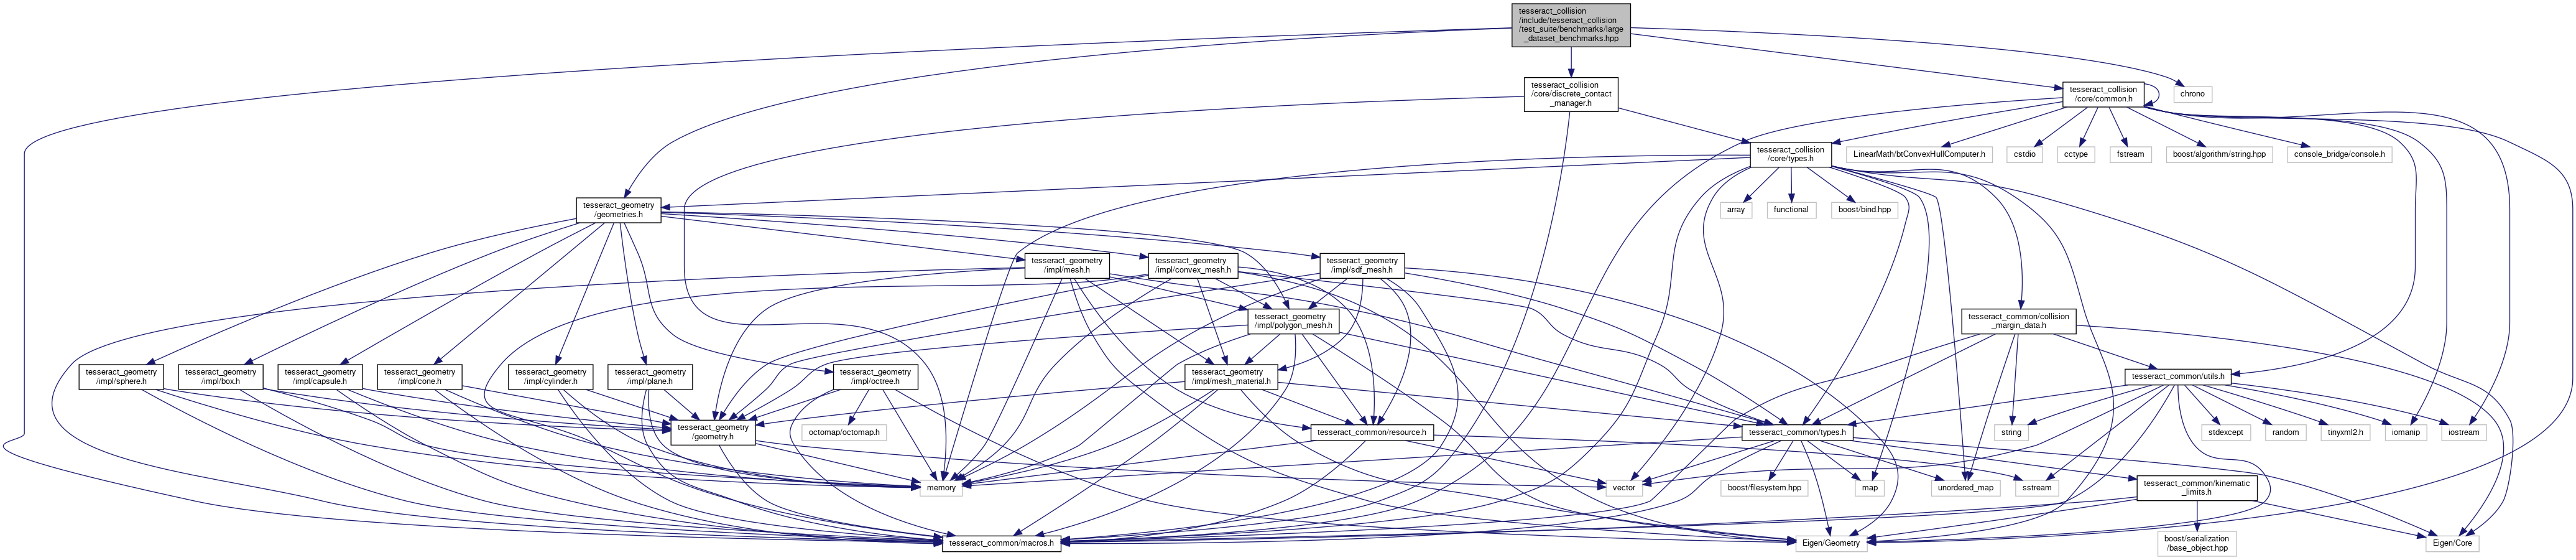 tesseract_collision
/include/tesseract_collision
/test_suite/benchmarks/large
_dataset_benchmarks.hpp
tesseract_collision
/core/discrete_contact
_manager.h
tesseract_collision
/core/common.h
chrono
tesseract_collision
/core/types.h
LinearMath/btConvexHullComputer.h
cstdio
cctype
fstream
boost/algorithm/string.hpp
console_bridge/console.h
tesseract_geometry
/geometries.h
array
functional
boost/bind.hpp
tesseract_geometry
/impl/mesh.h
tesseract_geometry
/impl/convex_mesh.h
tesseract_geometry
/impl/sdf_mesh.h
tesseract_geometry
/impl/polygon_mesh.h
tesseract_common/collision
_margin_data.h
tesseract_geometry
/impl/sphere.h
tesseract_geometry
/impl/box.h
tesseract_geometry
/impl/capsule.h
tesseract_geometry
/impl/cone.h
tesseract_geometry
/impl/cylinder.h
tesseract_geometry
/impl/plane.h
tesseract_geometry
/impl/octree.h
tesseract_geometry
/impl/mesh_material.h
tesseract_common/utils.h
tesseract_geometry
/geometry.h
octomap/octomap.h
tesseract_common/resource.h
tesseract_common/types.h
string
stdexcept
random
tinyxml2.h
iomanip
iostream
memory
vector
boost/filesystem.hpp
map
unordered_map
sstream
tesseract_common/kinematic
_limits.h
tesseract_common/macros.h
Eigen/Geometry
boost/serialization
/base_object.hpp
Eigen/Core